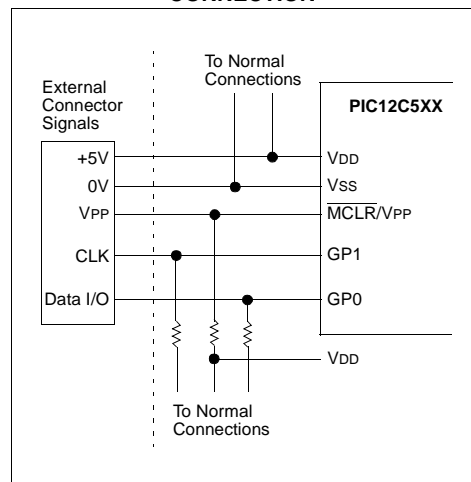 CONNECTION
To Normal
Connections
External
Connector
Signals
PIC12C5XX
+5V
VDD
0V
VSS
VPP
MCLR/VPP
CLK
GP1
Data I/O
GP0
VDD
To Normal
Connections